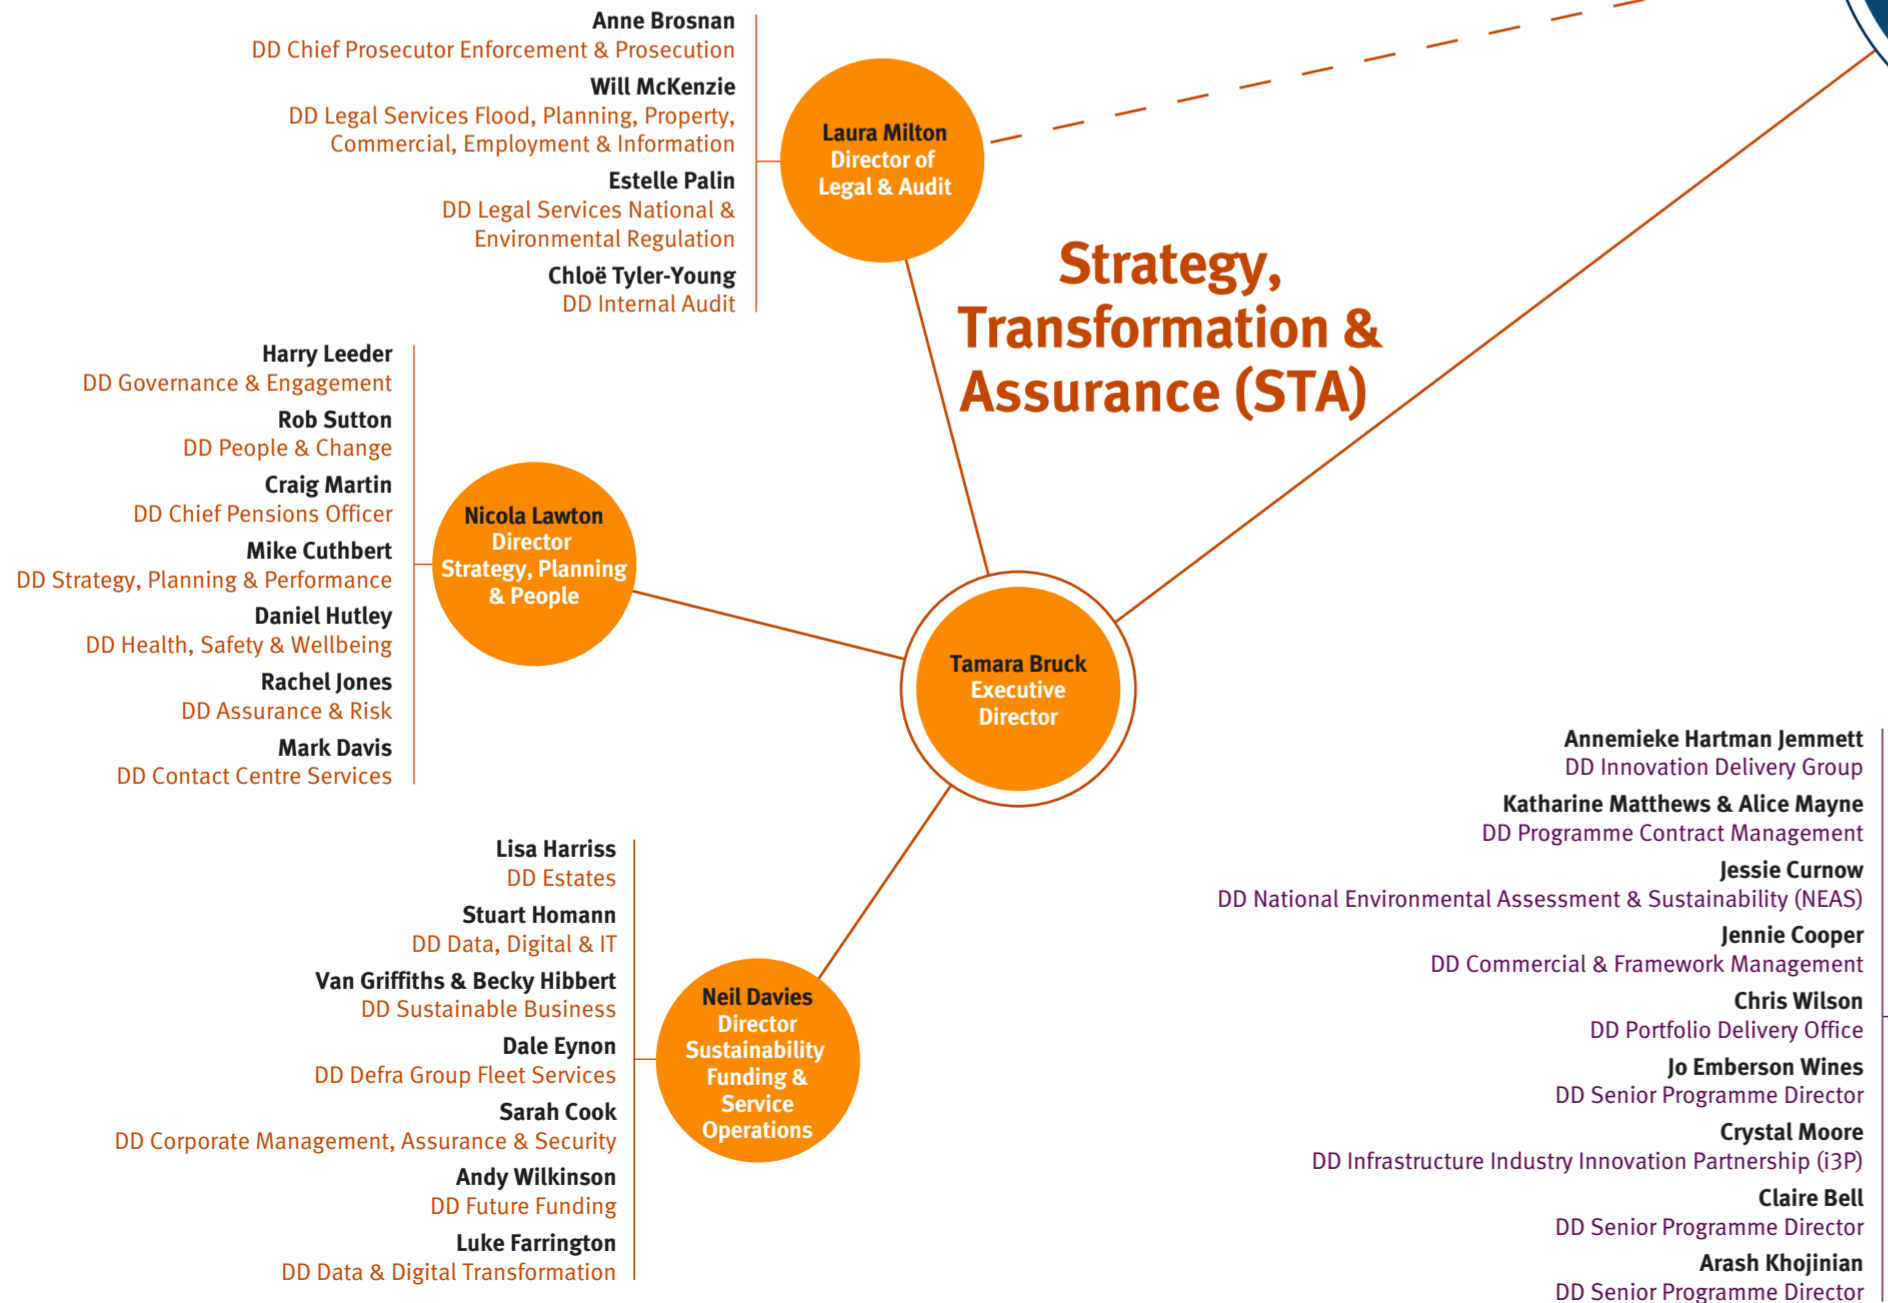 Anne Brosnan
DD Chief Prosecutor Enforcement & Prosecution
Will McKenzie
DD Legal Services Flood, Planning, Property,
Commercial, Employment & Information
Estelle Palin
DD Legal Services National &
Environmental Regulation
Chloë Tyler-Young
DD Internal Audit
Laura Milton
Director of
Legal & Audit
Strategy,
Transformation &
Assurance (STA)
Harry Leeder
DD Governance & Engagement
Rob Sutton
DD People & Change
Craig Martin
DD Chief Pensions Officer
Mike Cuthbert
DD Strategy, Planning & Performance
Daniel Hutley
DD Health, Safety & Wellbeing
Rachel Jones
DD Assurance & Risk
Mark Davis
DD Contact Centre Services
Nicola Lawton
Director
Strategy, Planning
& People
Tamara Bruck
Executive
Director
Lisa Harriss
DD Estates
Stuart Homann
DD Data, Digital & IT
Van Griffiths & Becky Hibbert
DD Sustainable Business
Dale Eynon
DD Defra Group Fleet Services
Sarah Cook
DD Corporate Management, Assurance & Security
Andy Wilkinson
DD Future Funding
Luke Farrington
DD Data & Digital Transformation
Neil Davies
Director
Sustainability
Funding &
Service
Operations
Annemieke Hartman Jemmett
DD Innovation Delivery Group
Katharine Matthews & Alice Mayne
DD Programme Contract Management
Jessie Curnow
DD National Environmental Assessment & Sustainability (NEAS)
Jennie Cooper
DD Commercial & Framework Management
Chris Wilson
DD Portfolio Delivery Office
Jo Emberson Wines
DD Senior Programme Director
Crystal Moore
DD Infrastructure Industry Innovation Partnership (i3P)
Claire Bell
DD Senior Programme Director
Arash Khojinian
DD Senior Programme Director